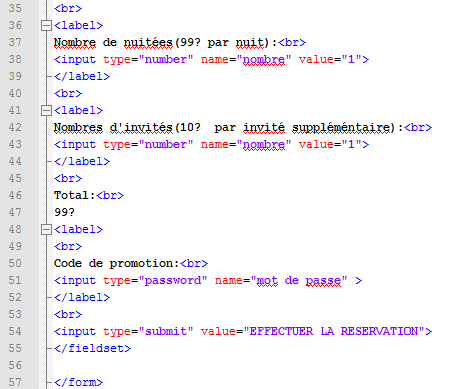 35 <br>
36 <label>
37 Nombre de nuitées(99? par nuit):<br>
38 <input type="number" name="nombre" value="1">
39 </label>
40 <br>
41 <label>
42 Nombres d'invités(10?  par invité supplémentaire):<br>
43 <input type="number" name="nombre" value="1">
44 </label>
45 <br>
46 Total:<br>
47 99?
48 <label>
49 <br>
50 Code de promotion:<br>
51 <input type="password" name="mot de passe" >
52 </label>
53 <br>
54 <input type="submit" value="EFFECTUER LA RESERVATION">
55 </fieldset>
56
57 </form>